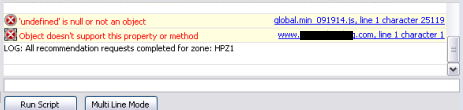 'undefined' is null or not an object global.min_091914.js, line 1 character 25119
Object doesn't support this property or method www. .com, line 1 character 1
LOG: All recommendation requests completed for zone: HPZ1
Run Script Multi Line Mode